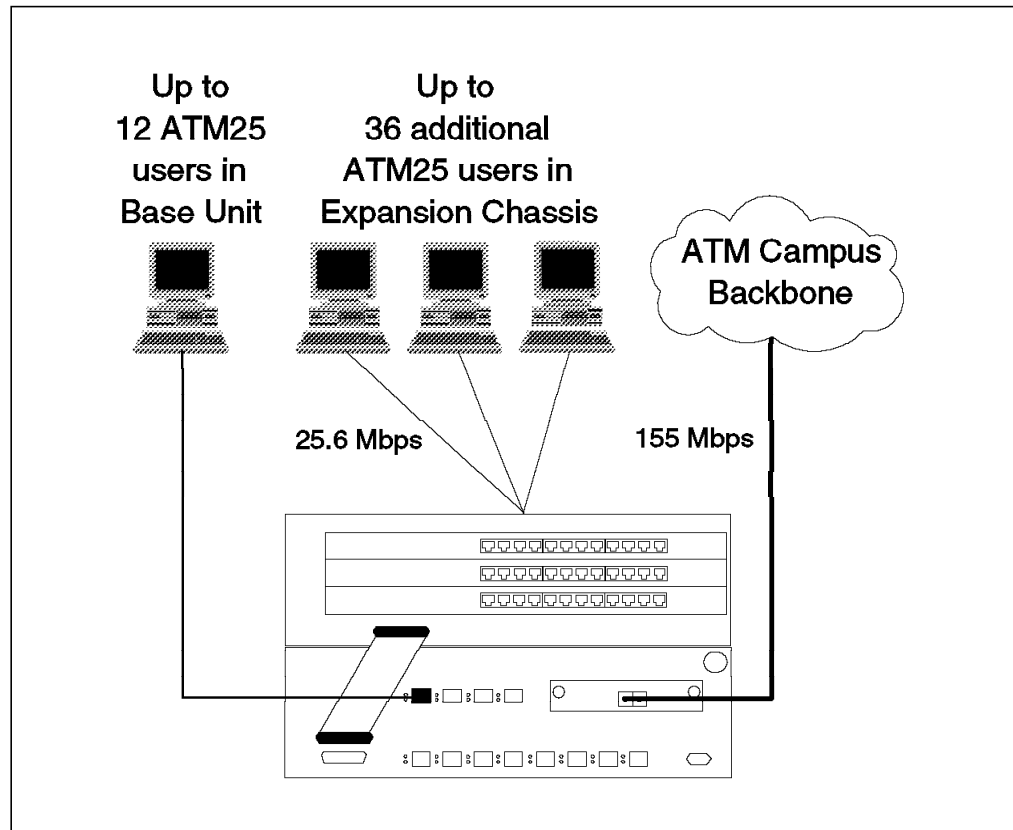 Up to
12 ATM25
users in
Base Unit
Up to
36 additional
ATM25 users in
Expansion Chassis
ATM Campus
Backbone
25.6 Mbps
155 Mbps